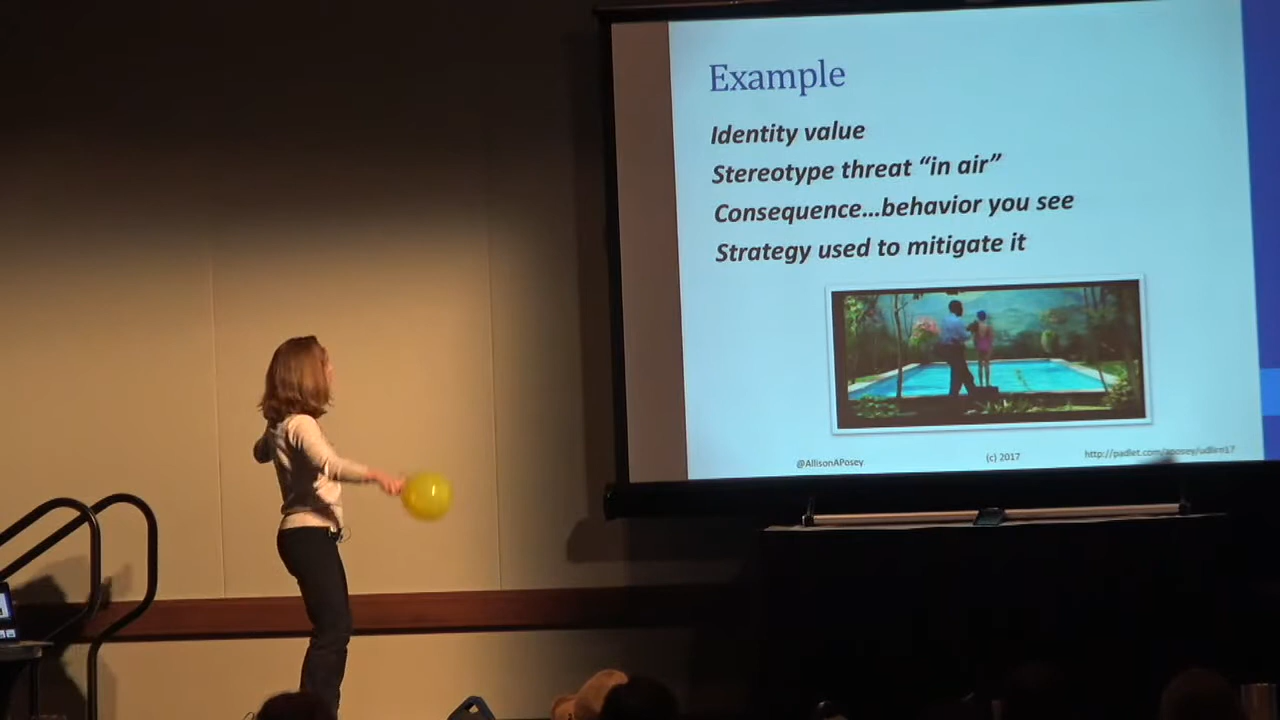 Example
Identity value
Stereotype threat “in air”
Consequence...behavior you see
Strategy used to mitigate it
@AllisonAPosey
(c) 2017
http://padlet.com/aposey/udlirn17